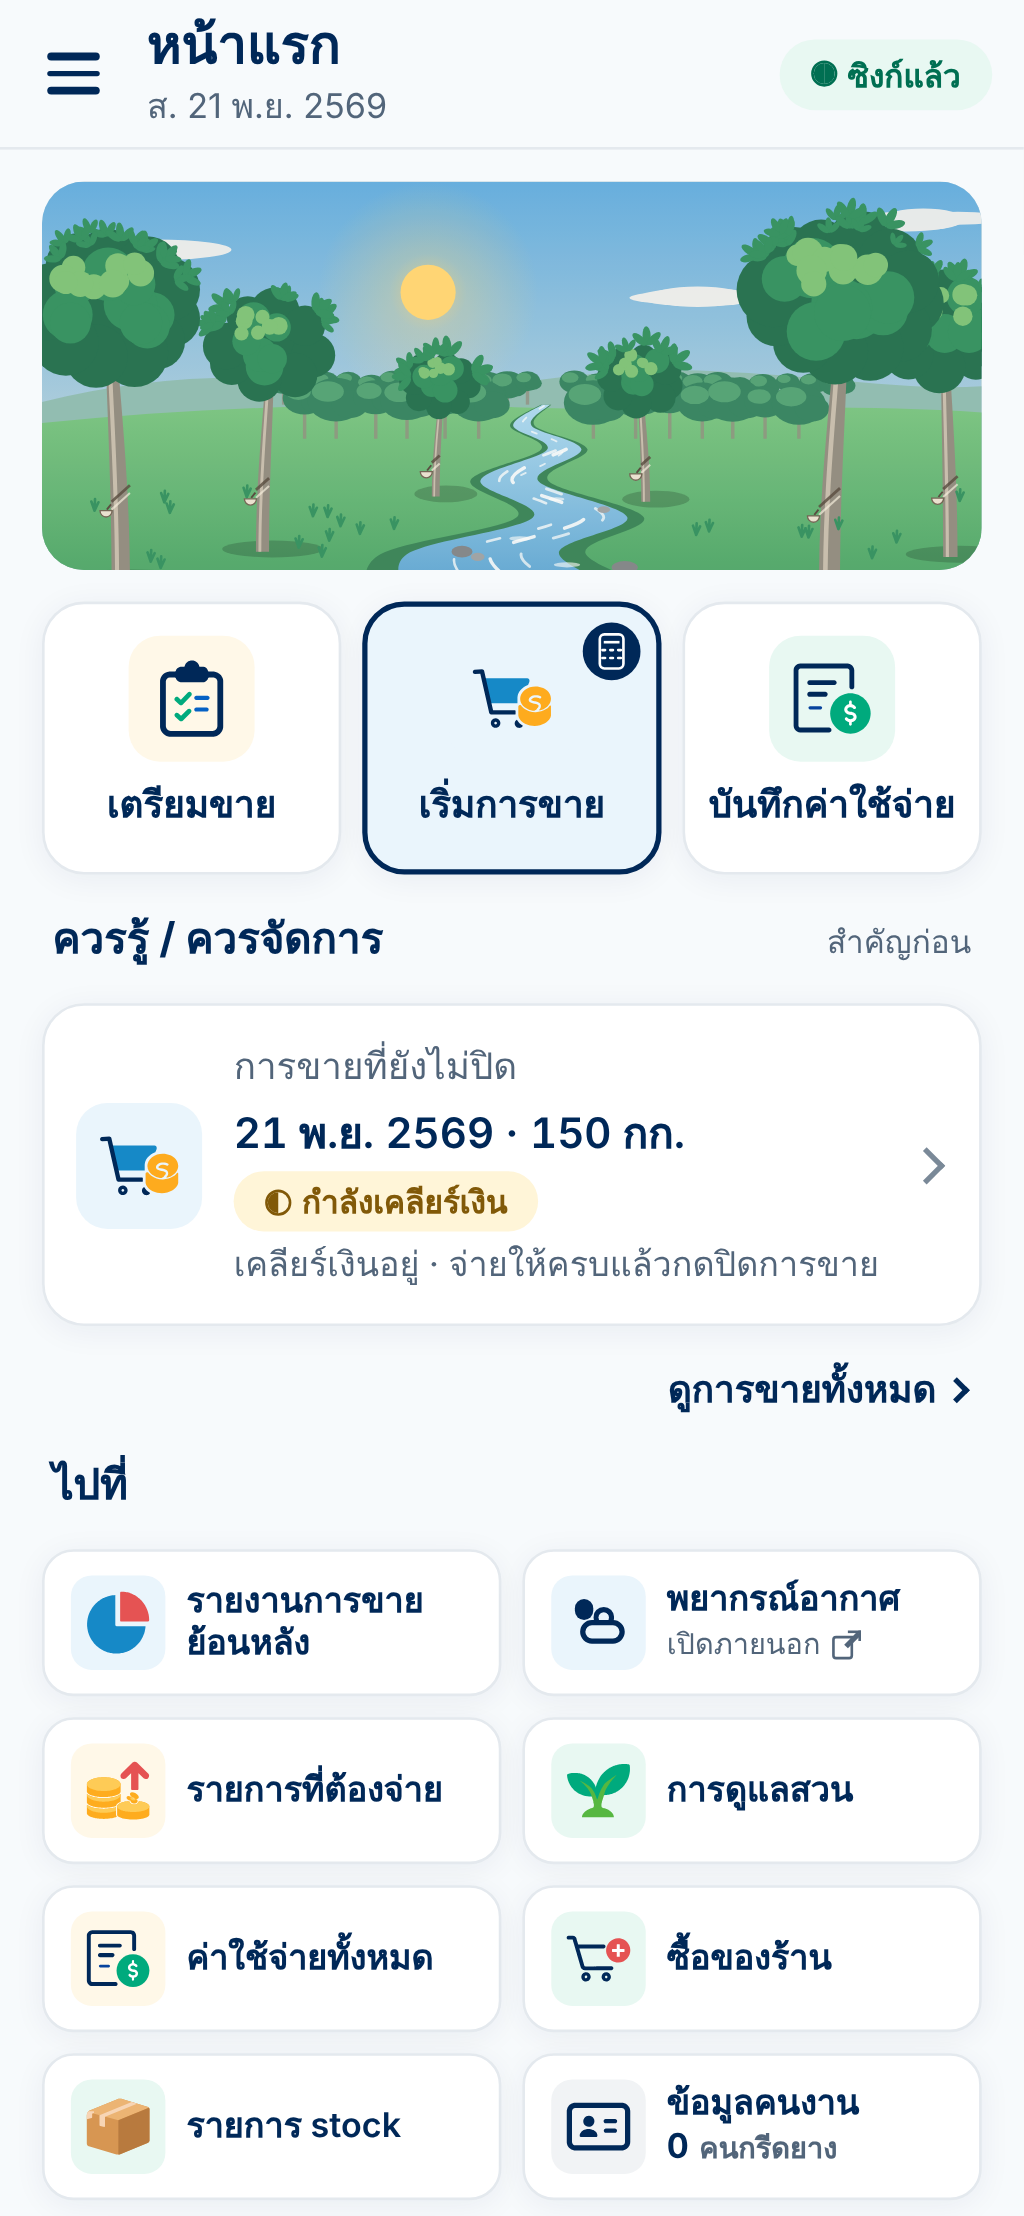 หน้าแรก
ส. 21 พ.ย. 2569
ซิงก์แล้ว
เตรียมขาย
เริ่มการขาย
บันทึกค่าใช้จ่าย
ควรรู้ / ควรจัดการ
สำคัญก่อน
การขายที่ยังไม่ปิด
21 พ.ย. 2569 · 150 กก.
กำลังเคลียร์เงิน
เคลียร์เงินอยู่ · จ่ายให้ครบแล้วกดปิดการขาย
ดูการขายทั้งหมด
ไปที่
รายงานการขาย
ย้อนหลัง
พยากรณ์อากาศ
เปิดภายนอก
รายการที่ต้องจ่าย
การดูแลสวน
ค่าใช้จ่ายทั้งหมด
ซื้อของร้าน
รายการ stock
ข้อมูลคนงาน
0 คนกรีดยาง